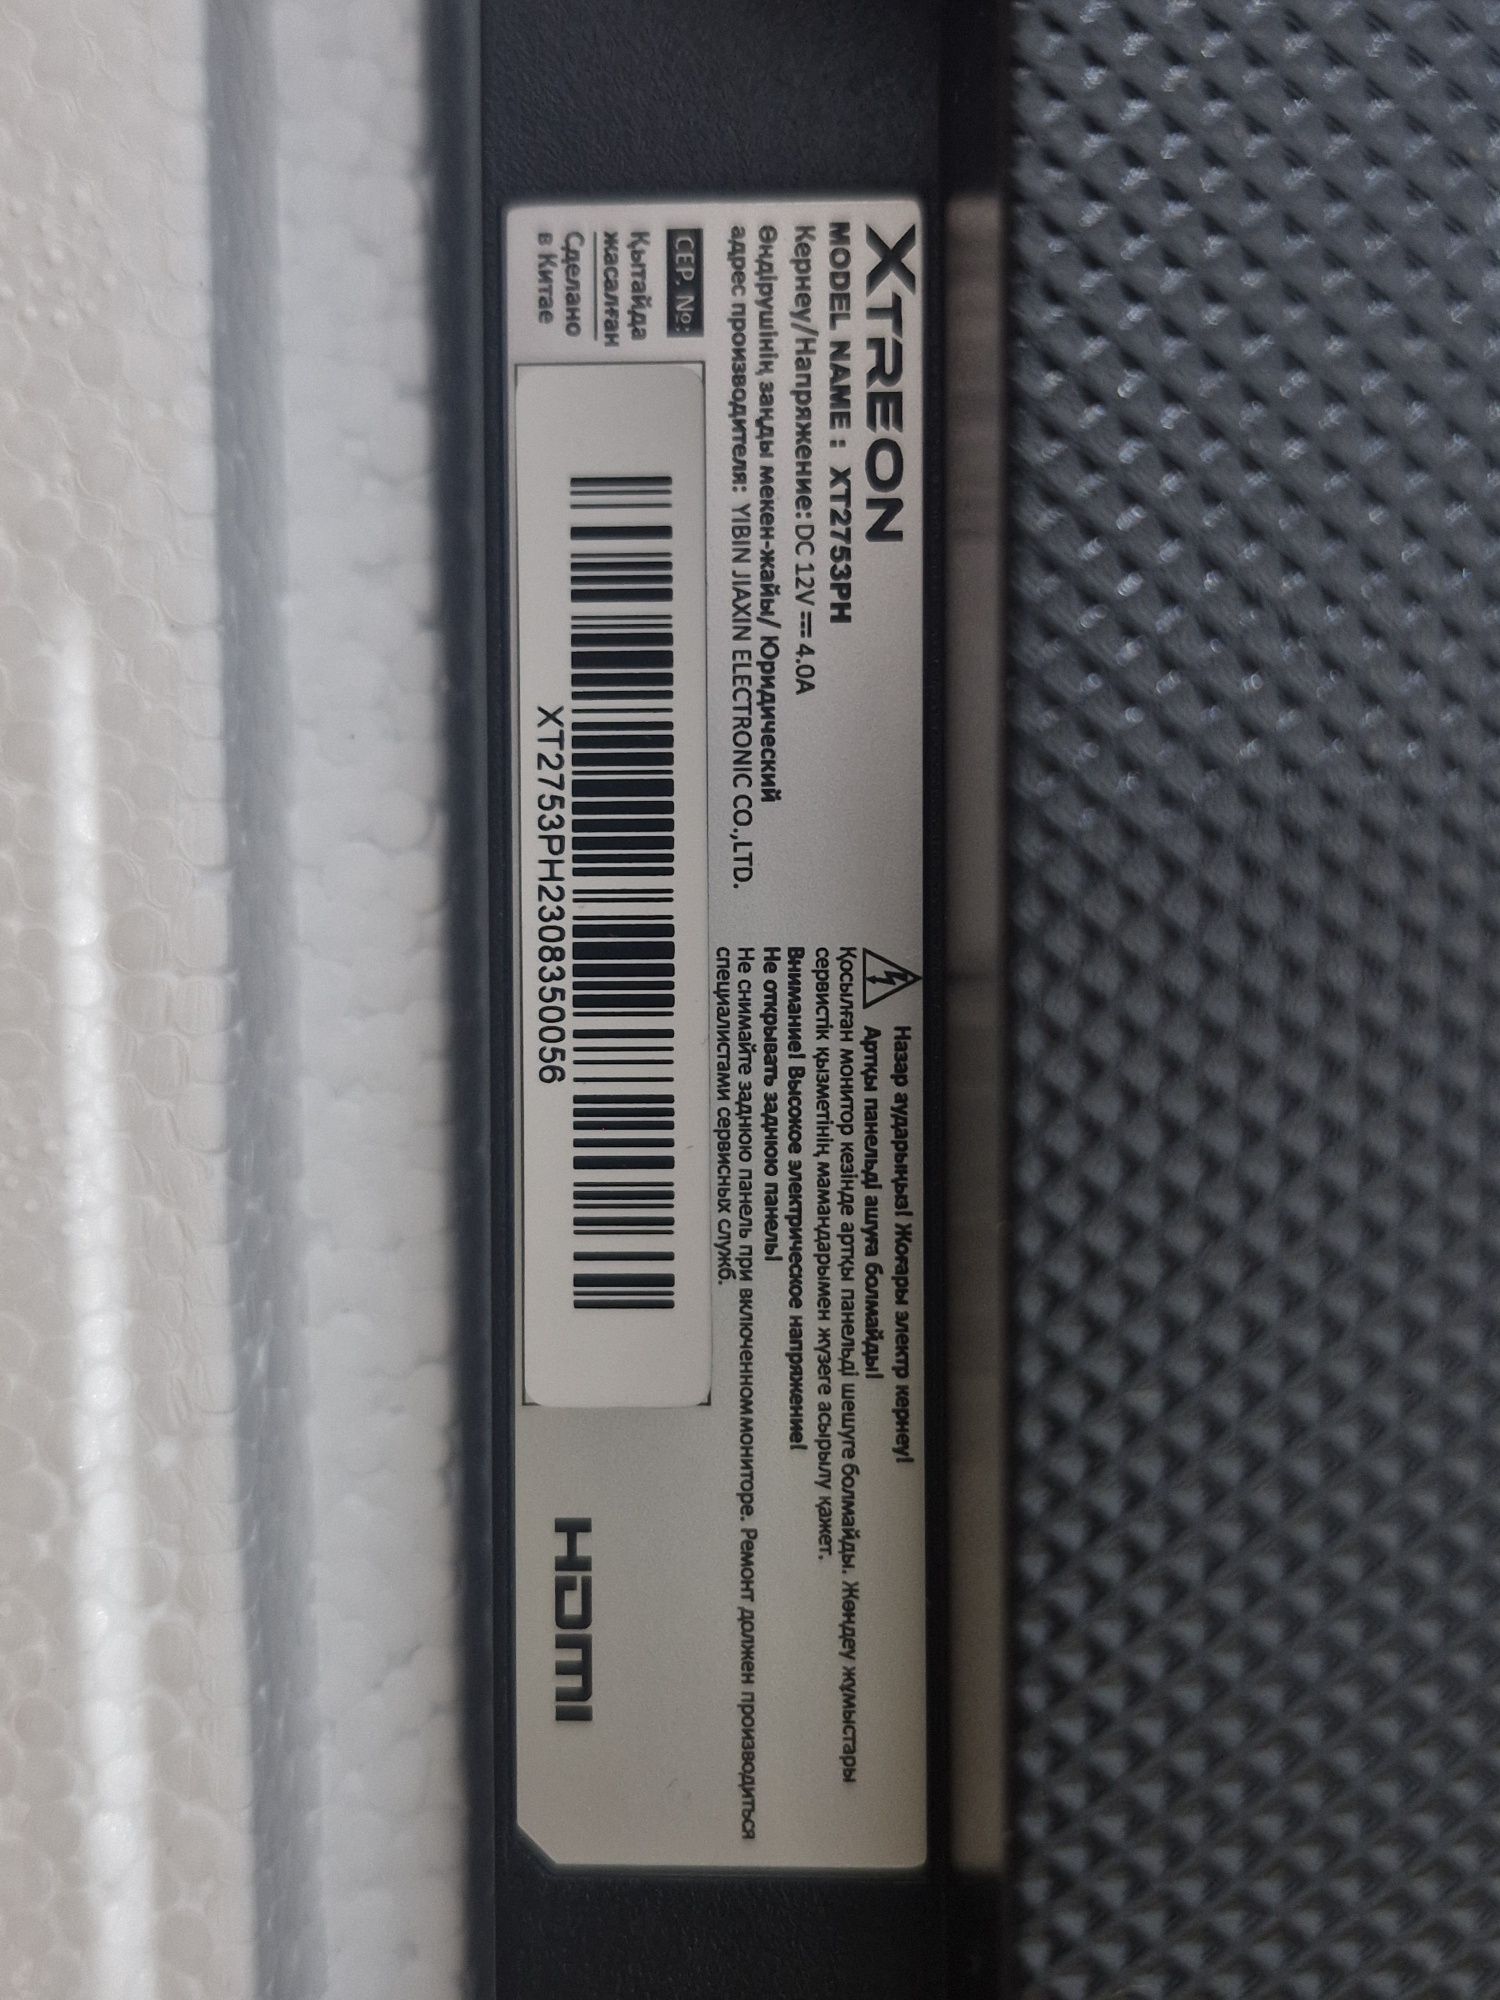 XTREON
MODEL NAME : XT2753PH
Кернеу/Напряжение: DC 12V ⎓ 4.0A
Өндірушінің заңды мекен-жайы/ Юридический
адрес производителя: YIBIN JIAXIN ELECTRONIC CO.,LTD.
СЕР. №:
Қытайда
жасалған
Сделано
в Китае
XT2753PH2308350056
Назар аударыңыз! Жоғары электр кернеу!
Артқы панельді ашуға болмайды!
Қосылған монитор кезінде артқы панельді шешуге болмайды. Жөндеу жұмыстары
сервистік қызметінің мамандарымен жүзеге асырылу қажет.
Внимание! Высокое электрическое напряжение!
Не открывать заднюю панель!
Не снимайте заднюю панель при включенноммониторе. Ремонт должен производиться
специалистами сервисных служб.
HDMI